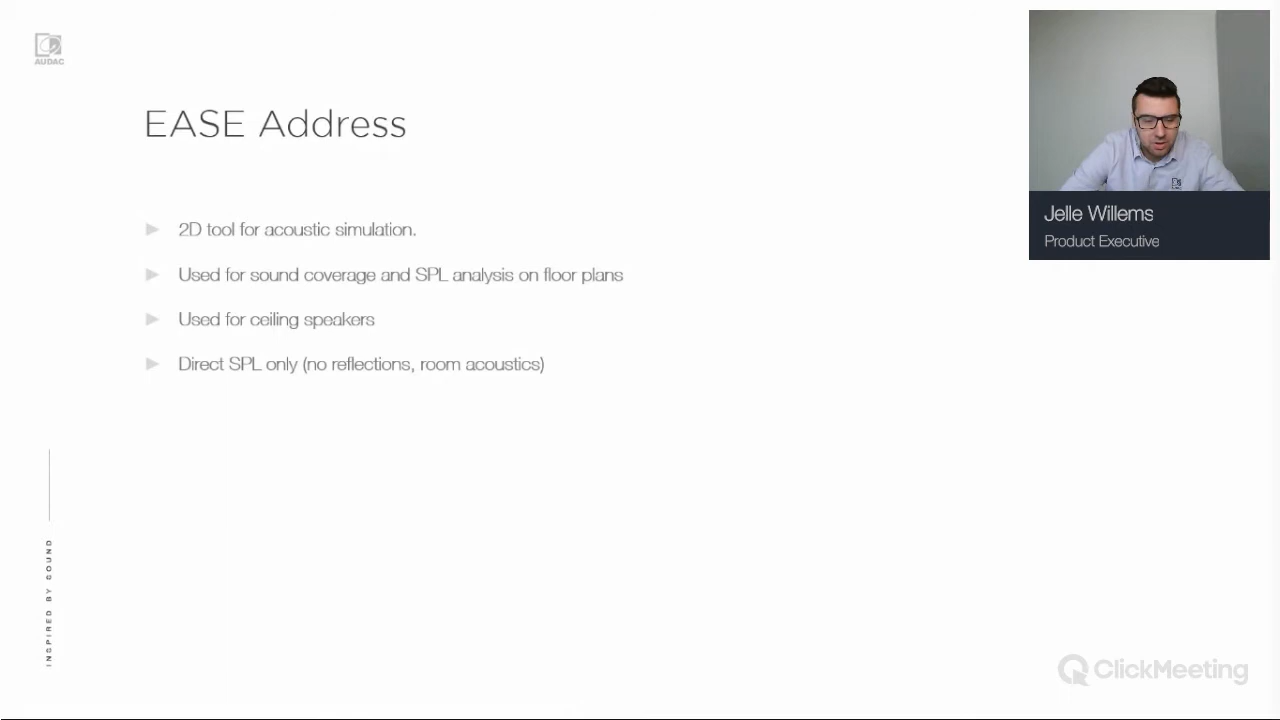 AUDAC
EASE Address
2D tool for acoustic simulation.
Used for sound coverage and SPL analysis on floor plans
Used for ceiling speakers
Direct SPL only (no reflections, room acoustics)
Jelle Willems
Product Executive
INSPIRED BY SOUND
ClickMeeting